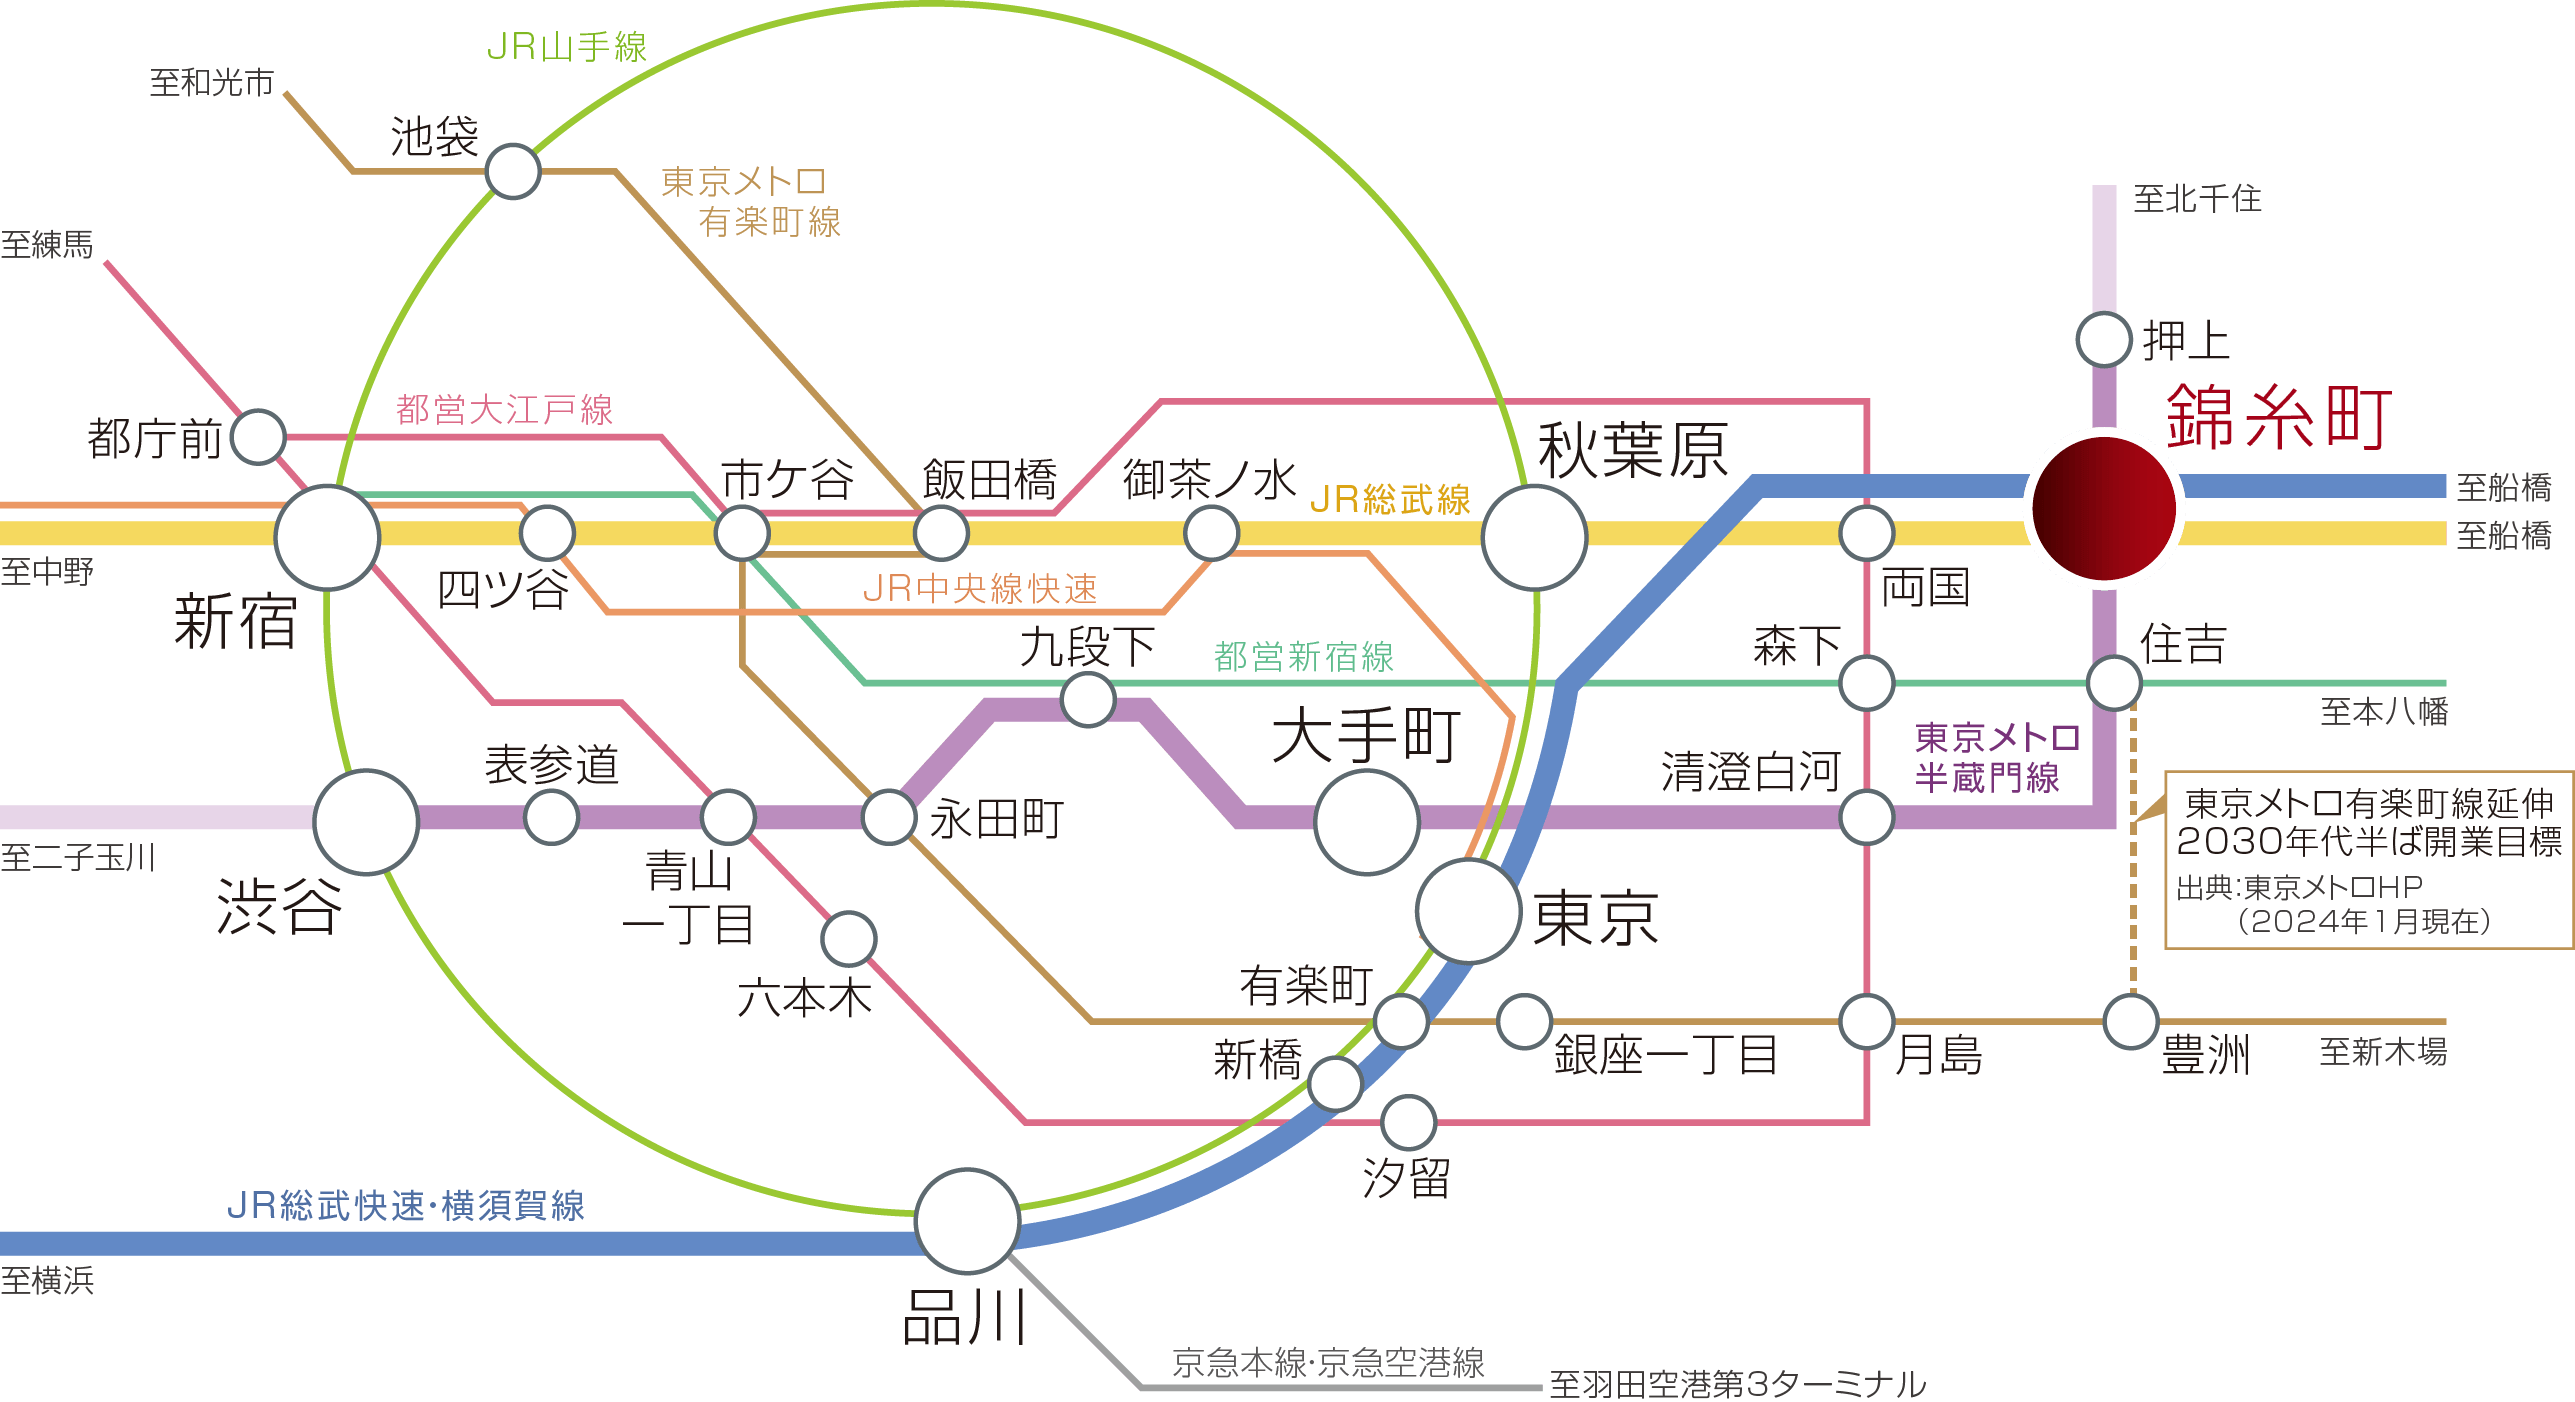 JR山手線
至和光市
池袋
東京メトロ
有楽町線
至北千住
至練馬
押上
都営大江戸線
錦糸町
都庁前
秋葉原
市ケ谷
飯田橋
御茶ノ水
JR総武線
至船橋
至船橋
至中野
四ツ谷
JR中央線快速
両国
新宿
九段下
都営新宿線
森下
住吉
至本八幡
大手町
東京メトロ
半蔵門線
表参道
清澄白河
永田町
東京メトロ有楽町線延伸
2030年代半ば開業目標
出典:東京メトロHP
(2024年1月現在)
至二子玉川
渋谷
青山
一丁目
東京
六本木
有楽町
新橋
銀座一丁目
月島
豊洲
至新木場
汐留
JR総武快速・横須賀線
至横浜
品川
京急本線・京急空港線
至羽田空港第3ターミナル